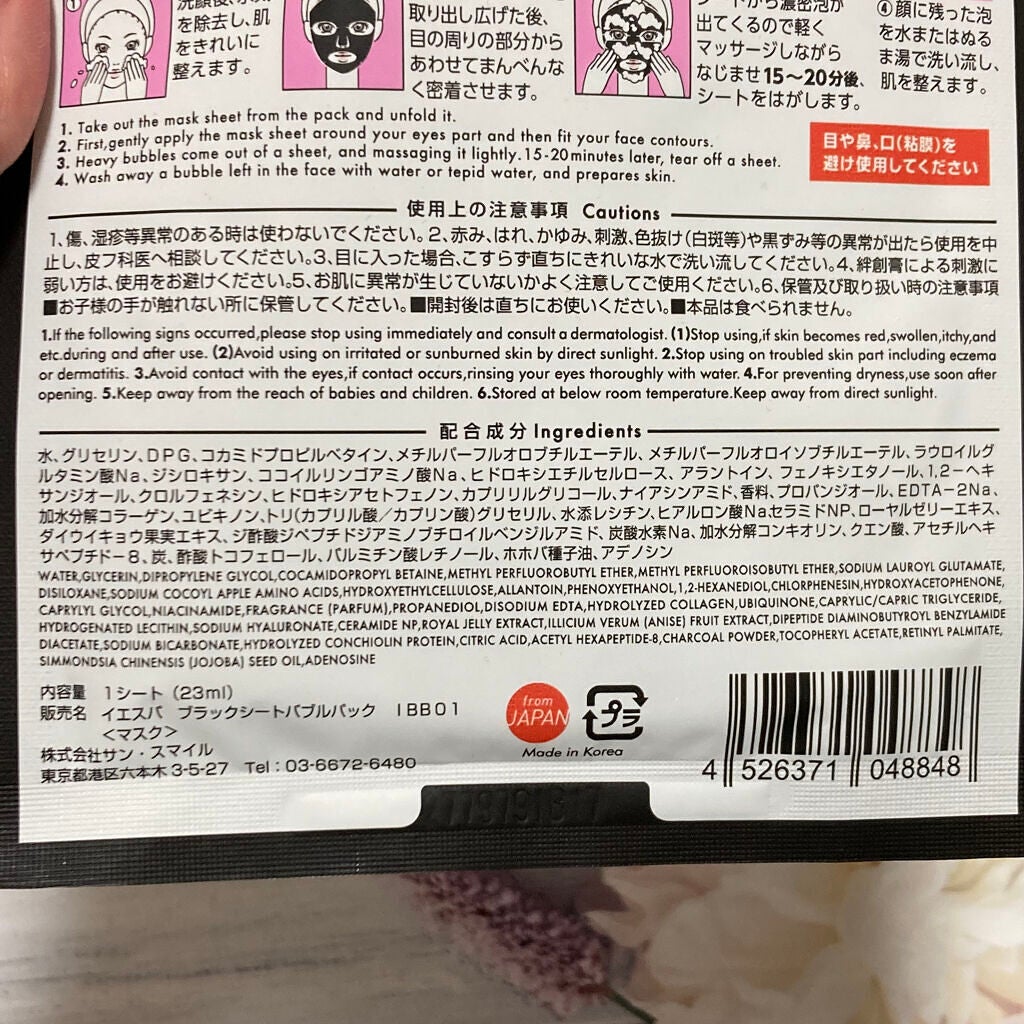 ①
を除去し、肌
をきれいに
整えます。
取り出し広げた後、
目の周りの部分から
あわせてまんべんな
く密着させます。
シートから濃密泡が
出てくるので軽く
マッサージしながら
なじませ15〜20分後、
シートをはがします。
④顔に残った泡
を水またはぬる
ま湯で洗い流し、
肌を整えます。
1. Take out the mask sheet from the pack and unfold it.
2. First,gently apply the mask sheet around your eyes part and then fit your face contours.
3. Heavy bubbles come out of a sheet, and massaging it lightly.15-20minutes later, tear off a sheet.
4. Wash away a bubble left in the face with water or tepid water, and prepares skin.
目や鼻、口(粘膜)を
避け使用してください
使用上の注意事項 Cautions
1、傷、湿疹等異常のある時は使わないでください。2、赤み、はれ、かゆみ、刺激、色抜け(白斑等)や黒ずみ等の異常が出たら使用を中
止し、皮フ科医へ相談してください。3、目に入った場合、こすらず直ちにきれいな水で洗い流してください。4、絆創膏による刺激に
弱い方は、使用をお避けください。5、お肌に異常が生じていないかよく注意してご使用ください。6、保管及び取り扱い時の注意事項
■お子様の手が触れない所に保管してください。■開封後は直ちにお使いください。■本品は食べられません。
1.If the following signs occurred,please stop using immediately and consult a dermatologist. (1)Stop using,if skin becomes red,swollen,itchy,and
etc.during and after use. (2)Avoid using on irritated or sunburned skin by direct sunlight. 2.Stop using on troubled skin part including eczema
or dermatitis. 3.Avoid contact with the eyes,if contact occurs,rinsing your eyes thoroughly with water. 4.For preventing dryness,use soon after
opening. 5.Keep away from the reach of babies and children. 6.Stored at below room temperature.Keep away from direct sunlight.
配合成分 Ingredients
水、グリセリン、DPG、コカミドプロピルベタイン、メチルパーフルオロブチルエーテル、メチルパーフルオロイソブチルエーテル、ラウロイルグ
ルタミン酸Na、ジシロキサン、ココイルリンゴアミノ酸Na、ヒドロキシエチルセルロース、アラントイン、フェノキシエタノール、1,2-ヘキ
サンジオール、クロルフェネシン、ヒドロキシアセトフェノン、カプリリルグリコール、ナイアシンアミド、香料、プロパンジオール、EDTA-2Na、
加水分解コラーゲン、ユビキノン、トリ(カプリル酸/カプリン酸)グリセリル、水添レシチン、ヒアルロン酸Na、セラミドNP、ローヤルゼリーエキス、
ダイウイキョウ果実エキス、ジ酢酸ジペプチドジアミノブチロイルベンジルアミド、炭酸水素Na、加水分解コンキオリン、クエン酸、アセチルヘキ
サペプチド-8、炭、酢酸トコフェロール、パルミチン酸レチノール、ホホバ種子油、アデノシン
WATER,GLYCERIN,DIPROPYLENE GLYCOL,COCAMIDOPROPYL BETAINE,METHYL PERFLUOROBUTYL ETHER,METHYL PERFLUOROISOBUTYL ETHER,SODIUM LAUROYL GLUTAMATE,
DISILOXANE,SODIUM COCOYL APPLE AMINO ACIDS,HYDROXYETHYLCELLULOSE,ALLANTOIN,PHENOXYETHANOL,1,2-HEXANEDIOL,CHLORPHENESIN,HYDROXYACETOPHENONE,
CAPRYLYL GLYCOL,NIACINAMIDE,FRAGRANCE (PARFUM),PROPANEDIOL,DISODIUM EDTA,HYDROLYZED COLLAGEN,UBIQUINONE,CAPRYLIC/CAPRIC TRIGLYCERIDE,
HYDROGENATED LECITHIN,SODIUM HYALURONATE,CERAMIDE NP,ROYAL JELLY EXTRACT,ILLICIUM VERUM (ANISE) FRUIT EXTRACT,DIPEPTIDE DIAMINOBUTYROYL BENZYLAMIDE
DIACETATE,SODIUM BICARBONATE,HYDROLYZED CONCHIOLIN PROTEIN,CITRIC ACID,ACETYL HEXAPEPTIDE-8,CHARCOAL POWDER,TOCOPHERYL ACETATE,RETINYL PALMITATE,
SIMMONDSIA CHINENSIS (JOJOBA) SEED OIL,ADENOSINE
内容量 1シート(23ml)
販売名 イエスパ ブラックシートバブルパック IBB01
<マスク>
株式会社サン・スマイル
東京都港区六本木3-5-27 Tel:03-6672-6480
from
JAPAN
プラ
Made in Korea
4 526371 048848